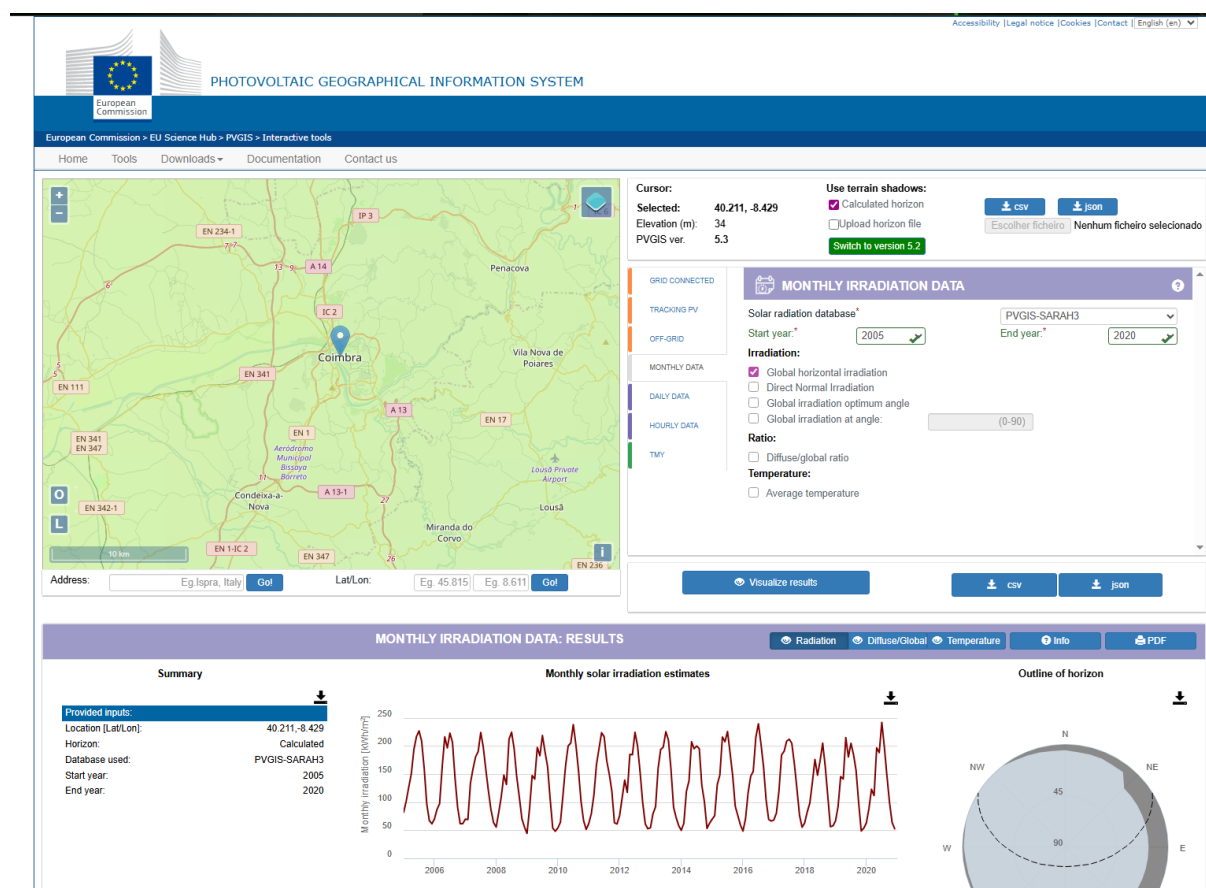 Accessibility |Legal notice |Cookies |Contact | English (en)
PHOTOVOLTAIC GEOGRAPHICAL INFORMATION SYSTEM
European
Commission
European Commission > EU Science Hub > PVGIS > Interactive tools
Home Tools Downloads Documentation Contact us
+
−
IP 3
EN 234-1
7;7
13 9 A 14
Penacova
6
IC 2
Coimbra
Vila Nova de
Poiares
5
5
EN 341
EN 111
A 13
EN 17
EN 1
EN 341
EN 347
Aeródromo
Municipal
Bissaya
Barreto
11
Lousã Private
Airport
O
Condeixa-a-
Nova
A 13-1
27
EN 342-1
Lousã
L
Miranda do
Corvo
10 km
EN 1-IC 2
EN 347
26
i
EN 236
Address: Eg.Ispra, Italy Go! Lat/Lon: Eg. 45.815 Eg. 8.611 Go!
Cursor:
Selected: 40.211, -8.429
Elevation (m): 34
PVGIS ver. 5.3
Use terrain shadows:
Calculated horizon
Upload horizon file
Switch to version 5.2
csv json
Escolher ficheiro Nenhum ficheiro selecionado
GRID CONNECTED
TRACKING PV
OFF-GRID
MONTHLY DATA
DAILY DATA
HOURLY DATA
TMY
MONTHLY IRRADIATION DATA ?
Solar radiation database* PVGIS-SARAH3
Start year:* 2005 End year:* 2020
Irradiation:
Global horizontal irradiation
Direct Normal Irradiation
Global irradiation optimum angle
Global irradiation at angle: (0-90)
Ratio:
Diffuse/global ratio
Temperature:
Average temperature
Visualize results csv json
MONTHLY IRRADIATION DATA: RESULTS Radiation Diffuse/Global Temperature Info PDF
Summary
Provided inputs:
Location [Lat/Lon]: 40.211,-8.429
Horizon: Calculated
Database used: PVGIS-SARAH3
Start year: 2005
End year: 2020
Monthly solar irradiation estimates
Monthly irradiation [kWh/m²]
250
200
150
100
50
0
2006 2008 2010 2012 2014 2016 2018 2020
Outline of horizon
N
NW NE
45
W 90 E